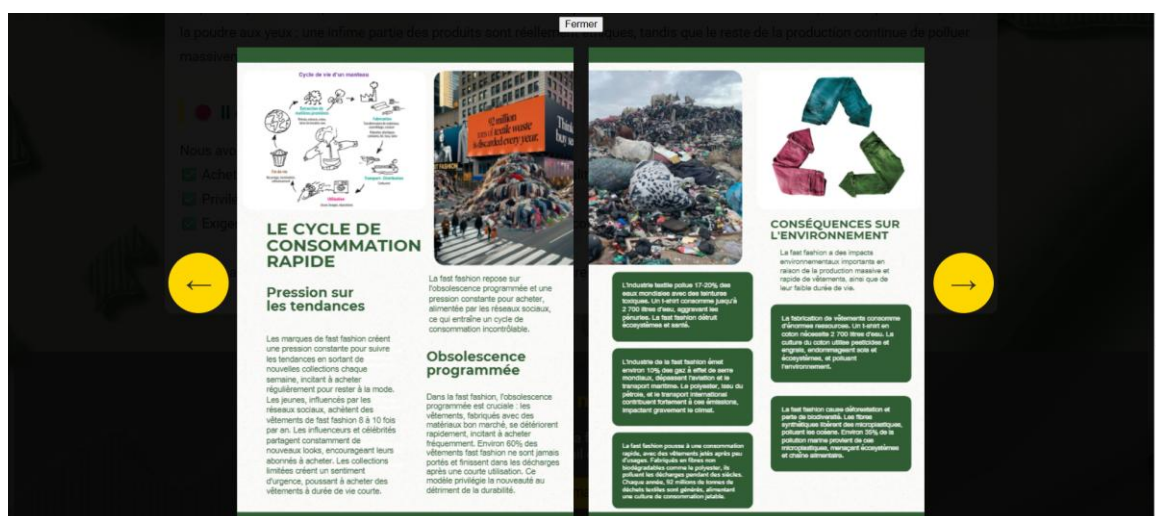 Fermer
la poudre aux yeux : une infime partie des produits sont réellement éthiques, tandis que le reste de la production continue de polluer
Cycle de vie d'un manteau
Utilisation
92 million
tons of textile waste
is discarded every year.
LE CYCLE DE
CONSOMMATION
RAPIDE
Pression sur
les tendances
Les marques de fast fashion créent
une pression constante pour suivre
les tendances en sortant de
nouvelles collections chaque
semaine, incitant à acheter
régulièrement pour rester à la mode.
Les jeunes, influencés par les
réseaux sociaux, achètent des
vêtements de fast fashion 8 à 10 fois
par an. Les influenceurs et célébrités
partagent constamment de
nouveaux looks, encourageant leurs
abonnés à acheter. Les collections
limitées créent un sentiment
d'urgence, poussant à acheter des
vêtements à durée de vie courte.
La fast fashion repose sur
l'obsolescence programmée et une
pression constante pour acheter,
alimentée par les réseaux sociaux,
ce qui entraîne un cycle de
consommation incontrôlable.
Obsolescence
programmée
Dans la fast fashion, l'obsolescence
programmée est cruciale : les
vêtements, fabriqués avec des
matériaux bon marché, se détériorent
rapidement, incitant à acheter
fréquemment. Environ 60% des
vêtements fast fashion ne sont jamais
portés et finissent dans les décharges
après une courte utilisation. Ce
modèle privilégie la nouveauté au
détriment de la durabilité.
L'industrie textile pollue 17-20% des
eaux mondiales avec des teintures
toxiques. Un t-shirt consomme jusqu'à
2 700 litres d'eau, aggravant les
pénuries. La fast fashion détruit
écosystèmes et santé.
L'industrie de la fast fashion émet
environ 10% des gaz à effet de serre
mondiaux, dépassant l'aviation et le
transport maritime. Le polyester, issu du
pétrole, et le transport international
contribuent fortement à ces émissions,
impactant gravement le climat.
La fast fashion pousse à une consommation
rapide, avec des vêtements jetés après peu
d'usages. Fabriqués en fibres non
biodégradables comme le polyester, ils
polluent les décharges pendant des siècles.
Chaque année, 92 millions de tonnes de
déchets textiles sont générés, alimentant
une culture de consommation jetable.
CONSÉQUENCES SUR
L'ENVIRONNEMENT
La fast fashion a des impacts
environnementaux importants en
raison de la production massive et
rapide de vêtements, ainsi que de
leur faible durée de vie.
La fabrication de vêtements consomme
d'énormes ressources. Un t-shirt en
coton nécessite 2 700 litres d'eau. La
culture du coton utilise pesticides et
engrais, endommageant sols et
écosystèmes, et polluant
l'environnement.
La fast fashion cause déforestation et
perte de biodiversité. Les fibres
synthétiques libèrent des microplastiques,
polluant les océans. Environ 35% de la
pollution marine provient de ces
microplastiques, menaçant écosystèmes
et chaîne alimentaire.